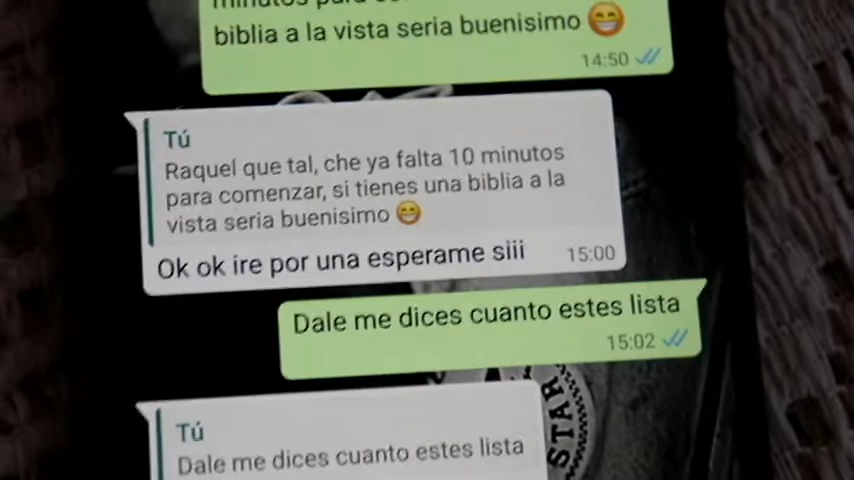 biblia a la vista seria buenisimo 😁
14:50
Tú
Raquel que tal, che ya falta 10 minutos
para comenzar, si tienes una biblia a la
vista seria buenisimo 😁
Ok ok ire por una esperame siii
15:00
Dale me dices cuanto estes lista
15:02
Tú
Dale me dices cuanto estes lista
STAR